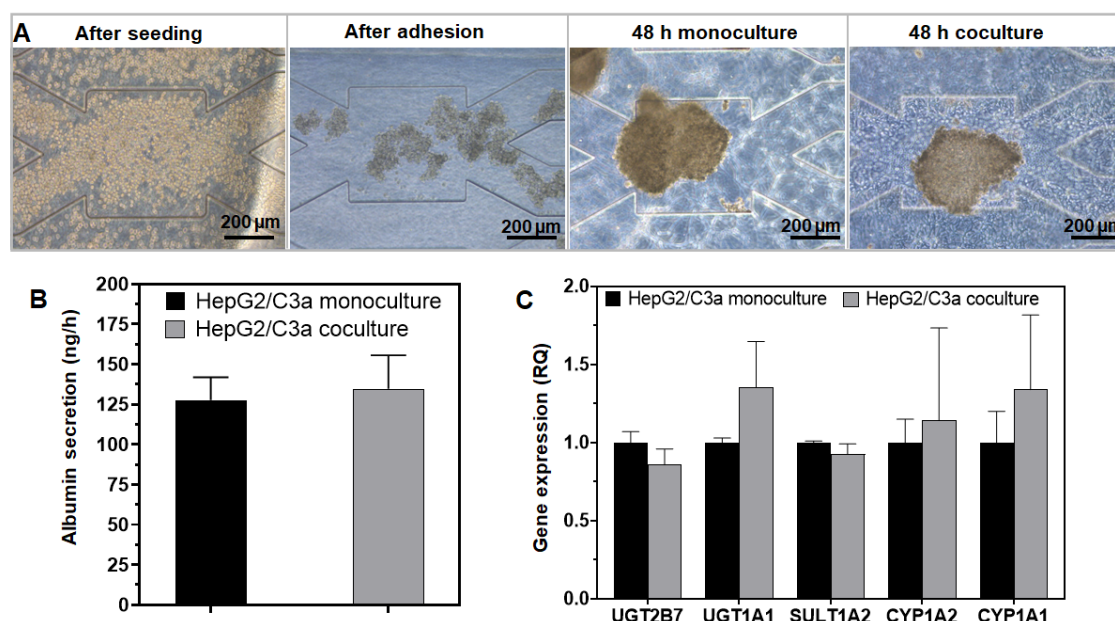 A
After seeding
After adhesion
48 h monoculture
48 h coculture
200 µm
200 µm
200 µm
200 µm
B
Albumin secretion (ng/h)
200
175
150
125
100
75
50
25
0
HepG2/C3a monoculture
HepG2/C3a coculture
C
Gene expression (RQ)
2.0
1.5
1.0
0.5
0.0
HepG2/C3a monoculture HepG2/C3a coculture
UGT2B7 UGT1A1 SULT1A2 CYP1A2 CYP1A1